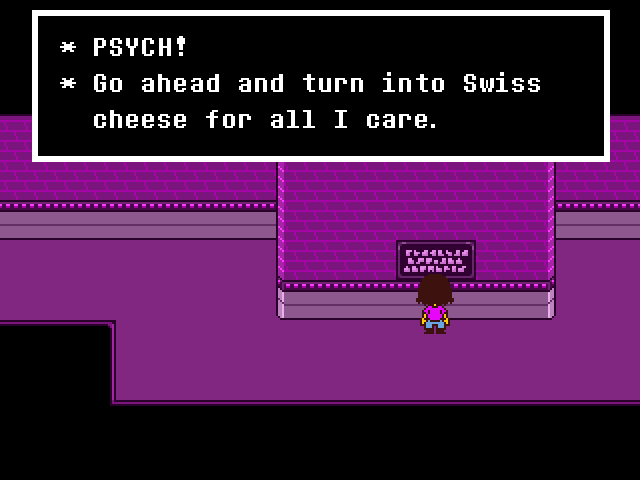 * PSYCH!
* Go ahead and turn into Swiss
cheese for all I care.